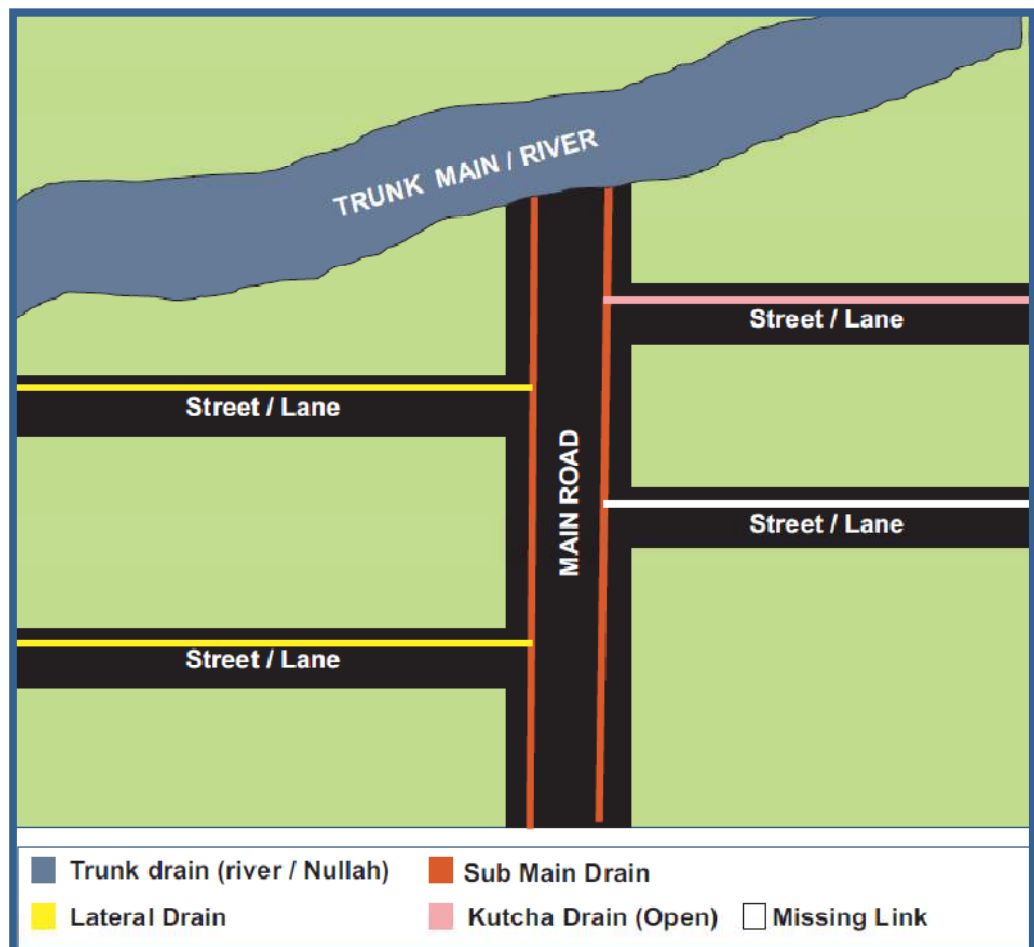 TRUNK MAIN / RIVER
Street / Lane
Street / Lane
MAIN ROAD
Street / Lane
Street / Lane
Trunk drain (river / Nullah)
Sub Main Drain
Lateral Drain
Kutcha Drain (Open)
Missing Link